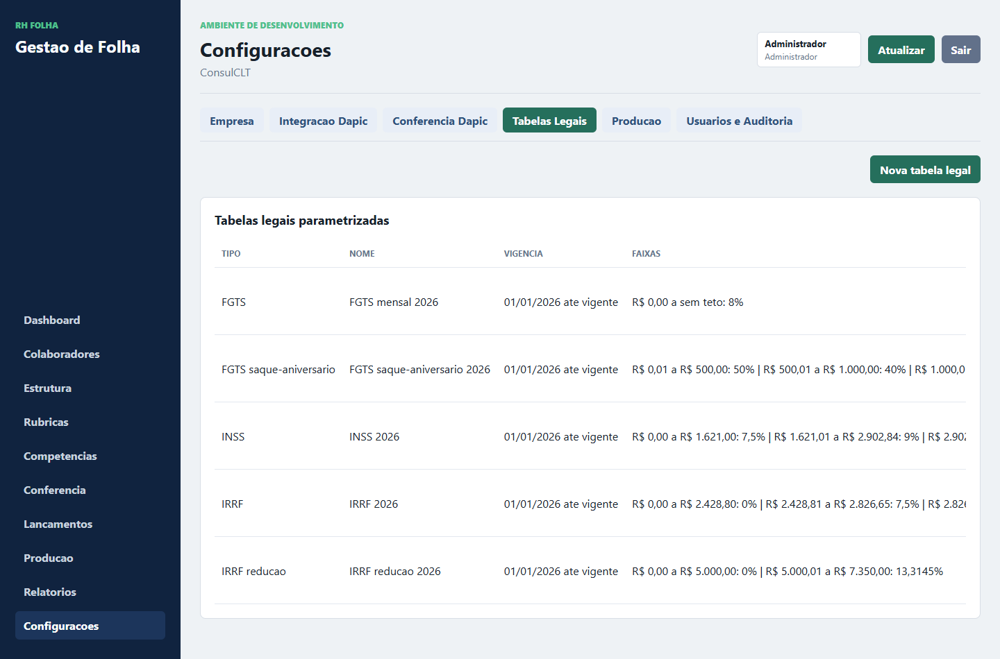 RH FOLHA
Gestao de Folha
Dashboard
Colaboradores
Estrutura
Rubricas
Competencias
Conferencia
Lancamentos
Producao
Relatorios
Configuracoes
AMBIENTE DE DESENVOLVIMENTO
Configuracoes
ConsulCLT
Administrador
Administrador
Atualizar
Sair
Empresa
Integracao Dapic
Conferencia Dapic
Tabelas Legais
Producao
Usuarios e Auditoria
Nova tabela legal
Tabelas legais parametrizadas
TIPO NOME VIGENCIA FAIXAS
FGTS FGTS mensal 2026 01/01/2026 ate vigente R$ 0,00 a sem teto: 8%
FGTS saque-aniversario FGTS saque-aniversario 2026 01/01/2026 ate vigente R$ 0,01 a R$ 500,00: 50% | R$ 500,01 a R$ 1.000,00: 40% | R$ 1.000,0
INSS INSS 2026 01/01/2026 ate vigente R$ 0,00 a R$ 1.621,00: 7,5% | R$ 1.621,01 a R$ 2.902,84: 9% | R$ 2.902
IRRF IRRF 2026 01/01/2026 ate vigente R$ 0,00 a R$ 2.428,80: 0% | R$ 2.428,81 a R$ 2.826,65: 7,5% | R$ 2.826
IRRF reducao IRRF reducao 2026 01/01/2026 ate vigente R$ 0,00 a R$ 5.000,00: 0% | R$ 5.000,01 a R$ 7.350,00: 13,3145%